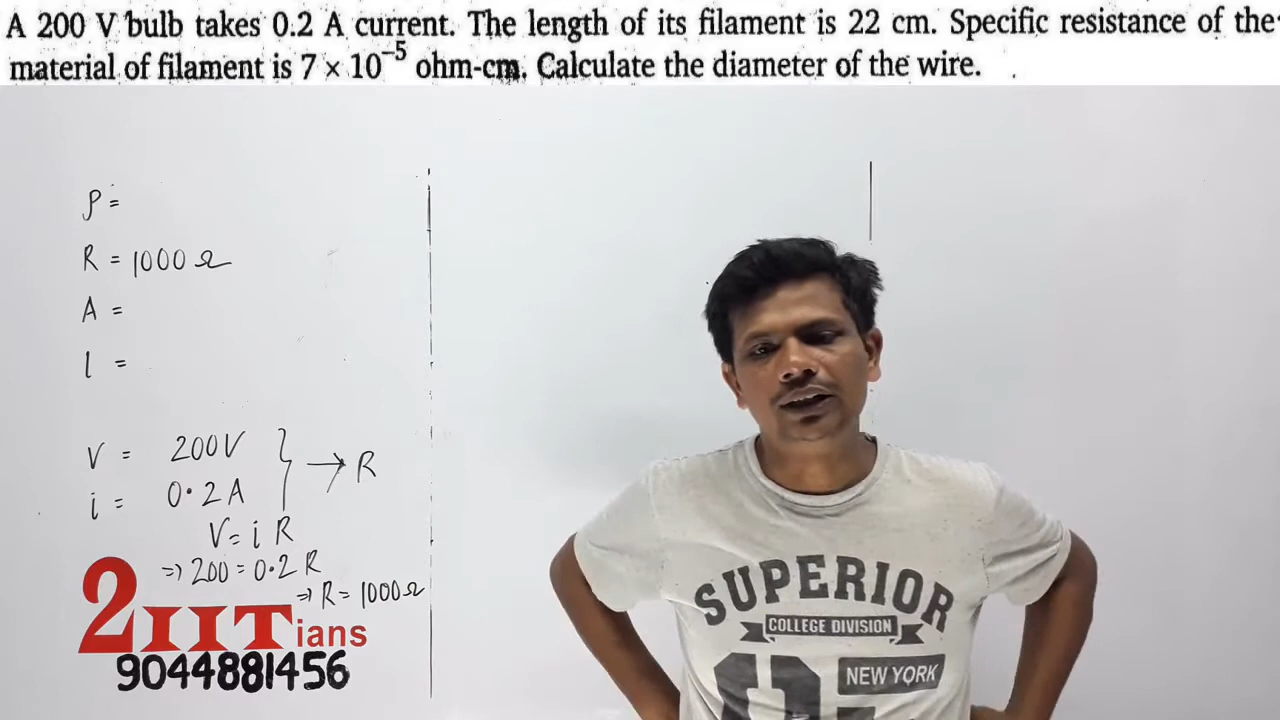 A 200 V bulb takes 0.2 A current. The length of its filament is 22 cm. Specific resistance of the
material of filament is 7 × 10⁻⁵ ohm-cm. Calculate the diameter of the wire.
ρ =
R = 1000 Ω
A =
l =
V = 200V
i = 0.2 A
→ R
V = i R
⇒ 200 = 0.2 R
⇒ R = 1000 Ω
2IITians
9044881456
SUPERIOR
COLLEGE DIVISION
NEW YORK